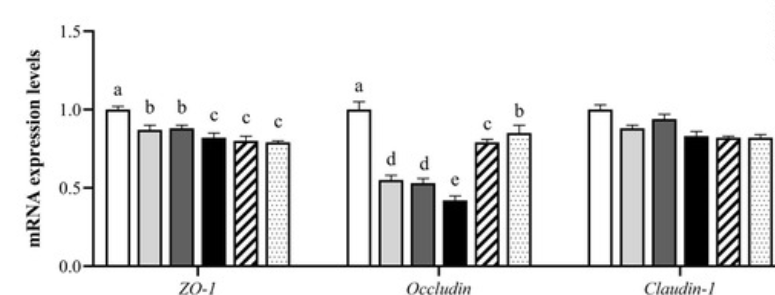 mRNA expression levels
1.5
1.0
0.5
0.0
a b b c c c
a d d e c b
ZO-1 Occludin Claudin-1